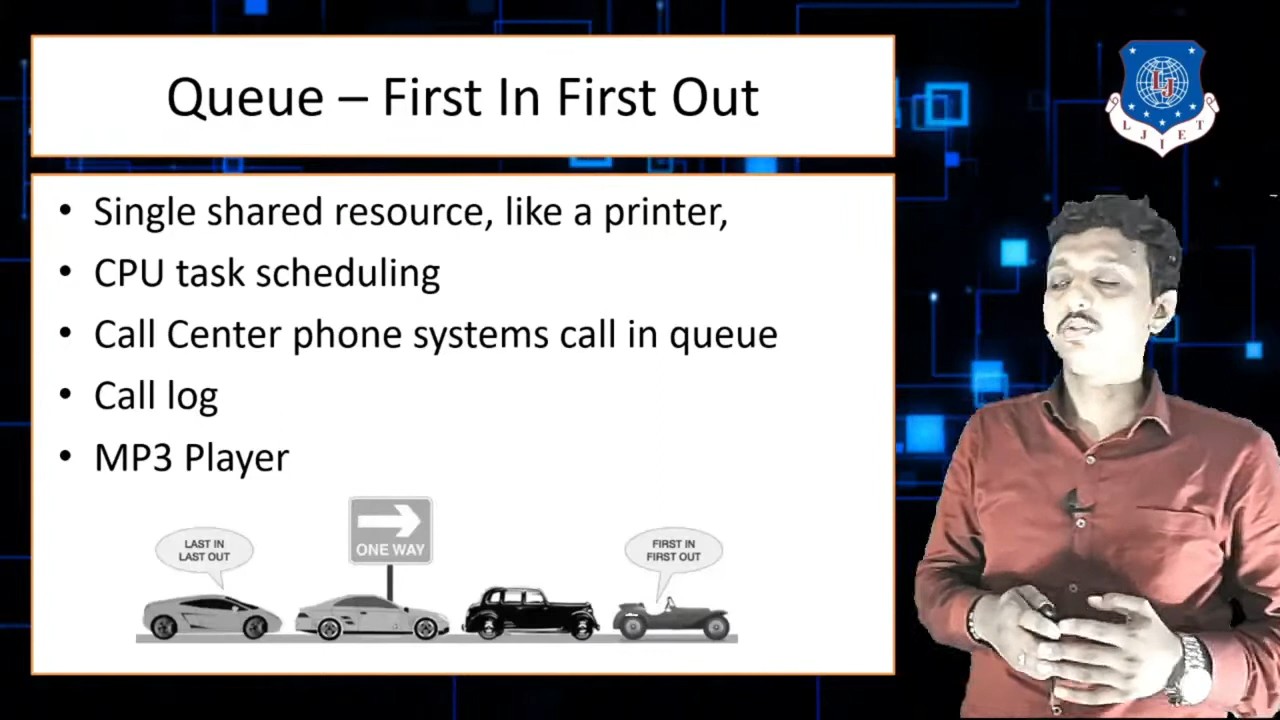 Queue – First In First Out
LJ
L J I E T
• Single shared resource, like a printer,
• CPU task scheduling
• Call Center phone systems call in queue
• Call log
• MP3 Player
LAST IN
LAST OUT
ONE WAY
FIRST IN
FIRST OUT